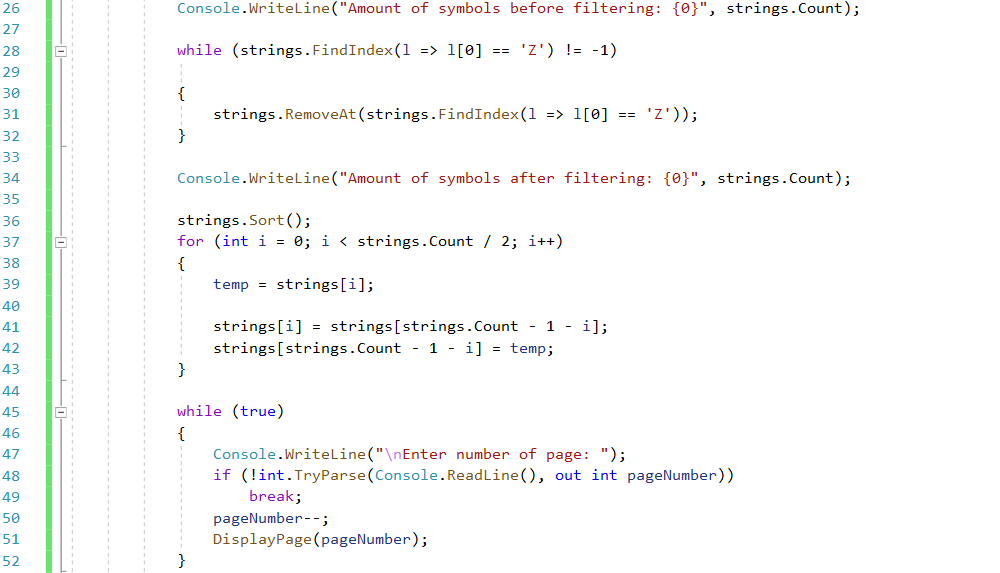 26 Console.WriteLine("Amount of symbols before filtering: {0}", strings.Count);
27
28 while (strings.FindIndex(l => l[0] == 'Z') != -1)
29
30 {
31 strings.RemoveAt(strings.FindIndex(l => l[0] == 'Z'));
32 }
33
34 Console.WriteLine("Amount of symbols after filtering: {0}", strings.Count);
35
36 strings.Sort();
37 for (int i = 0; i < strings.Count / 2; i++)
38 {
39 temp = strings[i];
40
41 strings[i] = strings[strings.Count - 1 - i];
42 strings[strings.Count - 1 - i] = temp;
43 }
44
45 while (true)
46 {
47 Console.WriteLine("\nEnter number of page: ");
48 if (!int.TryParse(Console.ReadLine(), out int pageNumber))
49 break;
50 pageNumber--;
51 DisplayPage(pageNumber);
52 }